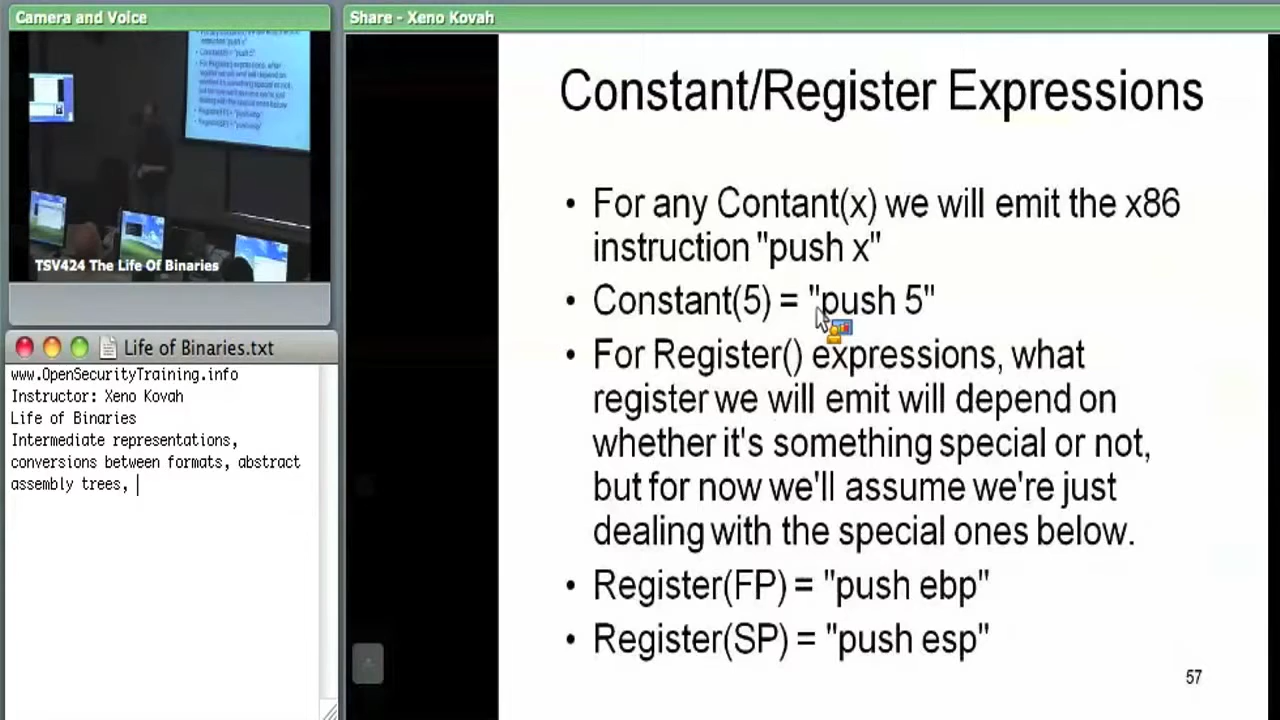 Camera and Voice
TSV424 The Life Of Binaries
Life of Binaries.txt
www.OpenSecurityTraining.info
Instructor: Xeno Kovah
Life of Binaries
Intermediate representations,
conversions between formats, abstract
assembly trees,
Share - Xeno Kovah
Constant/Register Expressions
• For any Contant(x) we will emit the x86
instruction "push x"
• Constant(5) = "push 5"
• For Register() expressions, what
register we will emit will depend on
whether it's something special or not,
but for now we'll assume we're just
dealing with the special ones below.
• Register(FP) = "push ebp"
• Register(SP) = "push esp"
57